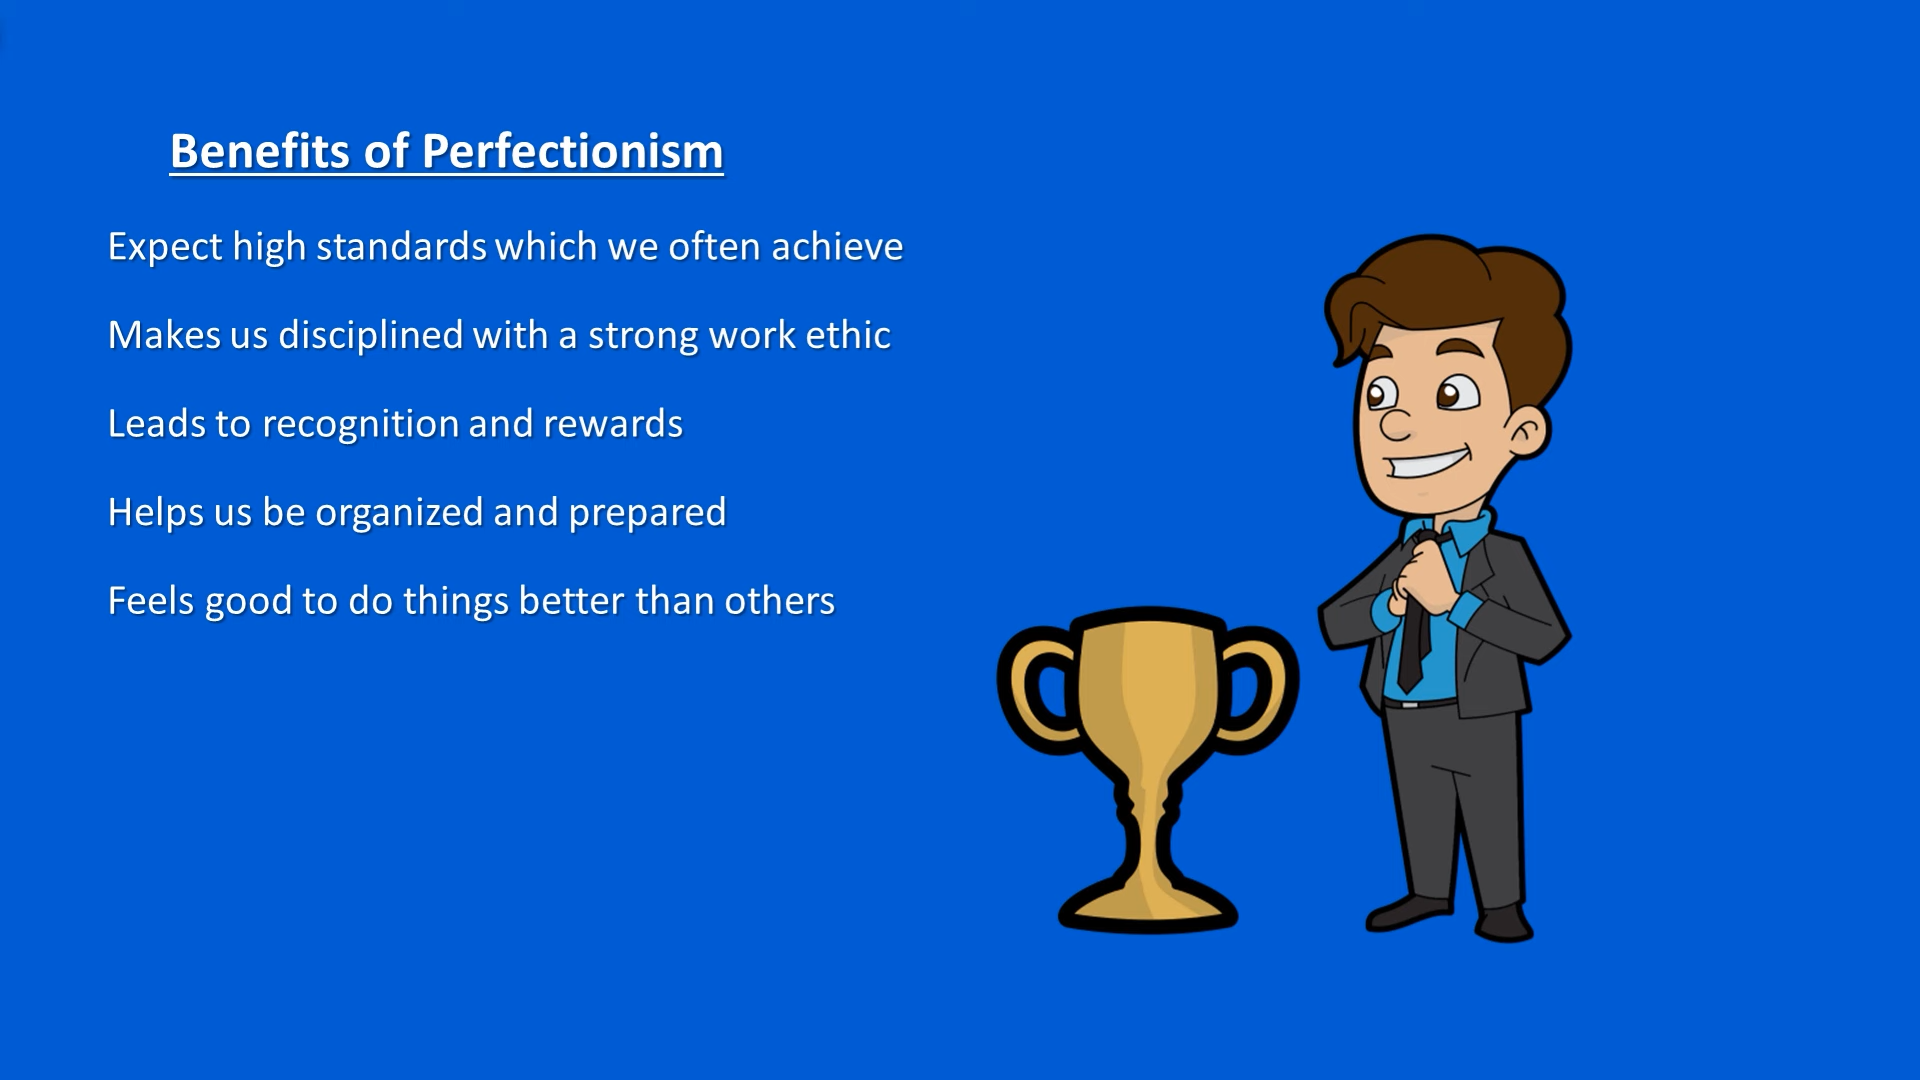 Benefits of Perfectionism
Expect high standards which we often achieve
Makes us disciplined with a strong work ethic
Leads to recognition and rewards
Helps us be organized and prepared
Feels good to do things better than others